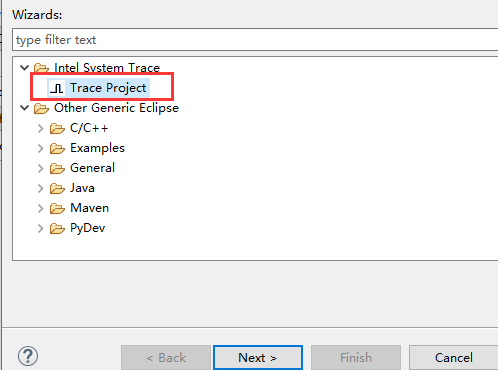 Wizards:
type filter text
Intel System Trace
Trace Project
Other Generic Eclipse
C/C++
Examples
General
Java
Maven
PyDev
< Back
Next >
Finish
Cancel